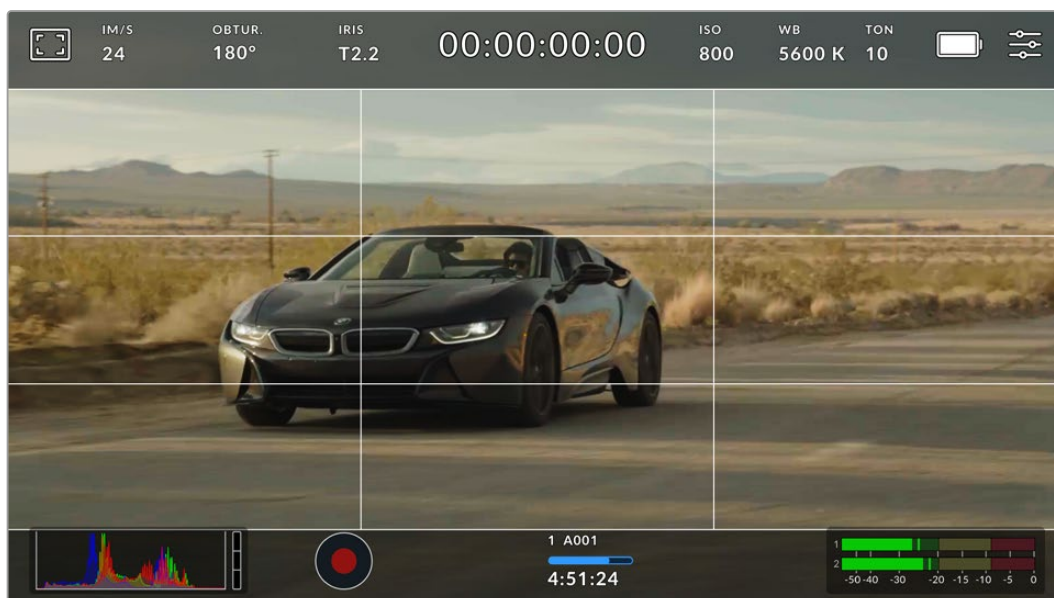 IM/S OBTUR. IRIS 00:00:00:00 ISO WB TON
24 180° T2.2 800 5600 K 10
1 A001
4:51:24
1
2
-50 -40 -30 -20 -15 -10 -5 0